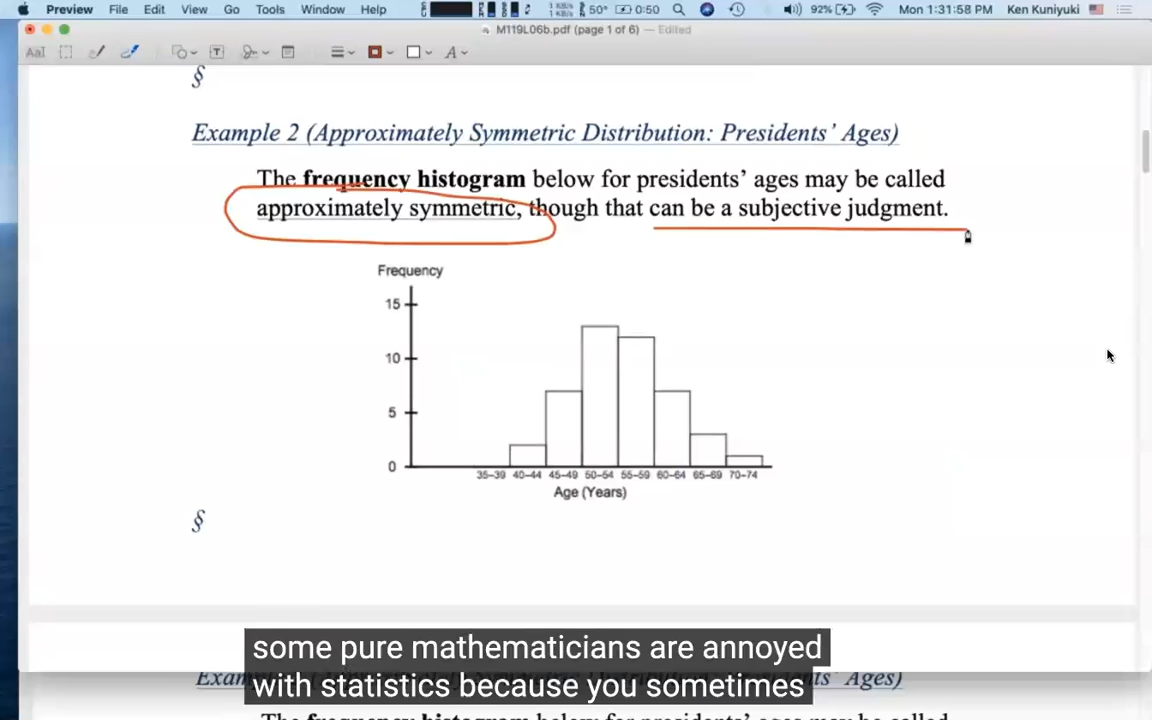 Preview File Edit View Go Tools Window Help 50° 0:50 92% Mon 1:31:58 PM Ken Kuniyuki
M119L06b.pdf (page 1 of 6) — Edited
§
Example 2 (Approximately Symmetric Distribution: Presidents' Ages)
The frequency histogram below for presidents' ages may be called
approximately symmetric, though that can be a subjective judgment.
Frequency
15
10
5
0
35–39 40–44 45–49 50–54 55–59 60–64 65–69 70–74
Age (Years)
§
some pure mathematicians are annoyed
with statistics because you sometimes